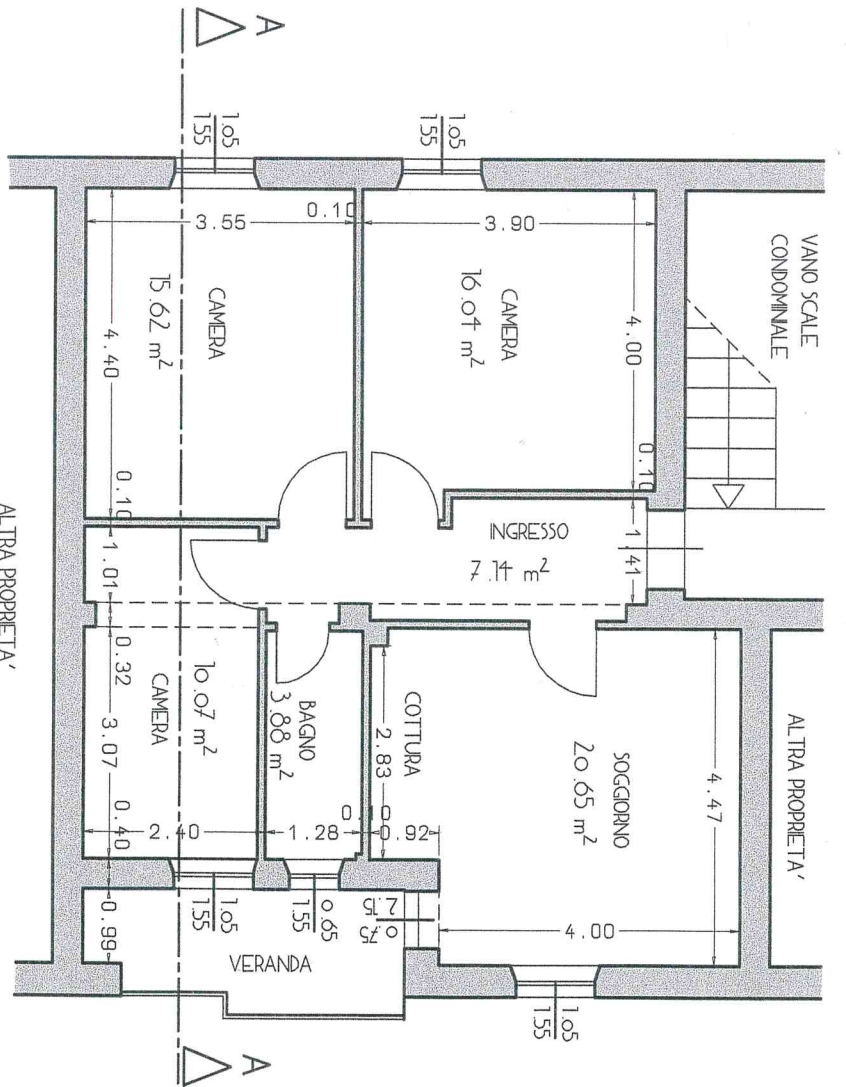 A
1.05
1.55
1.05
1.55
VANO SCALE
CONDOMINIALE
3.55
0.10
3.90
CAMERA
15.62 m²
4.40
CAMERA
16.04 m²
4.00
0.10
0.10
INGRESSO
7.14 m²
1.41
1.01
0.32
3.07
0.40
0.99
CAMERA
10.07 m²
2.40
BAGNO
3.88 m²
1.28
0.10
COTTURA
2.83
0.92
SOGGIORNO
20.65 m²
4.47
4.00
ALTRA PROPRIETA'
ALTRA PROPRIETA'
1.05
1.55
0.65
1.55
0.75
2.15
1.05
1.55
VERANDA
A